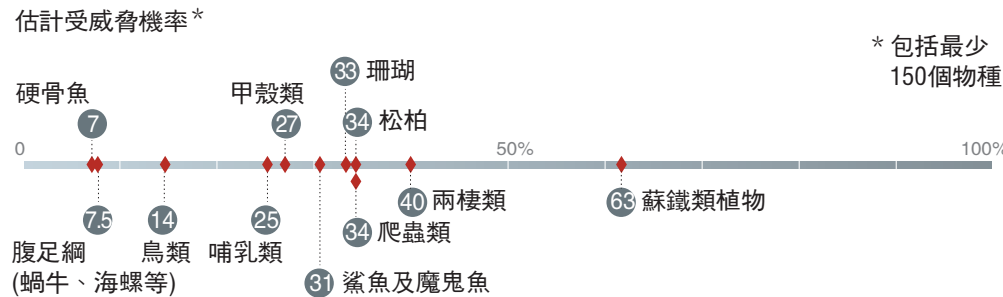 估計受威脅機率*
* 包括最少
150個物種
33 珊瑚
硬骨魚
甲殼類
7
27
34 松柏
0
50%
100%
7.5
14
25
40 兩棲類
63 蘇鐵類植物
34 爬蟲類
腹足綱
鳥類
哺乳類
(蝸牛、海螺等)
31 鯊魚及魔鬼魚